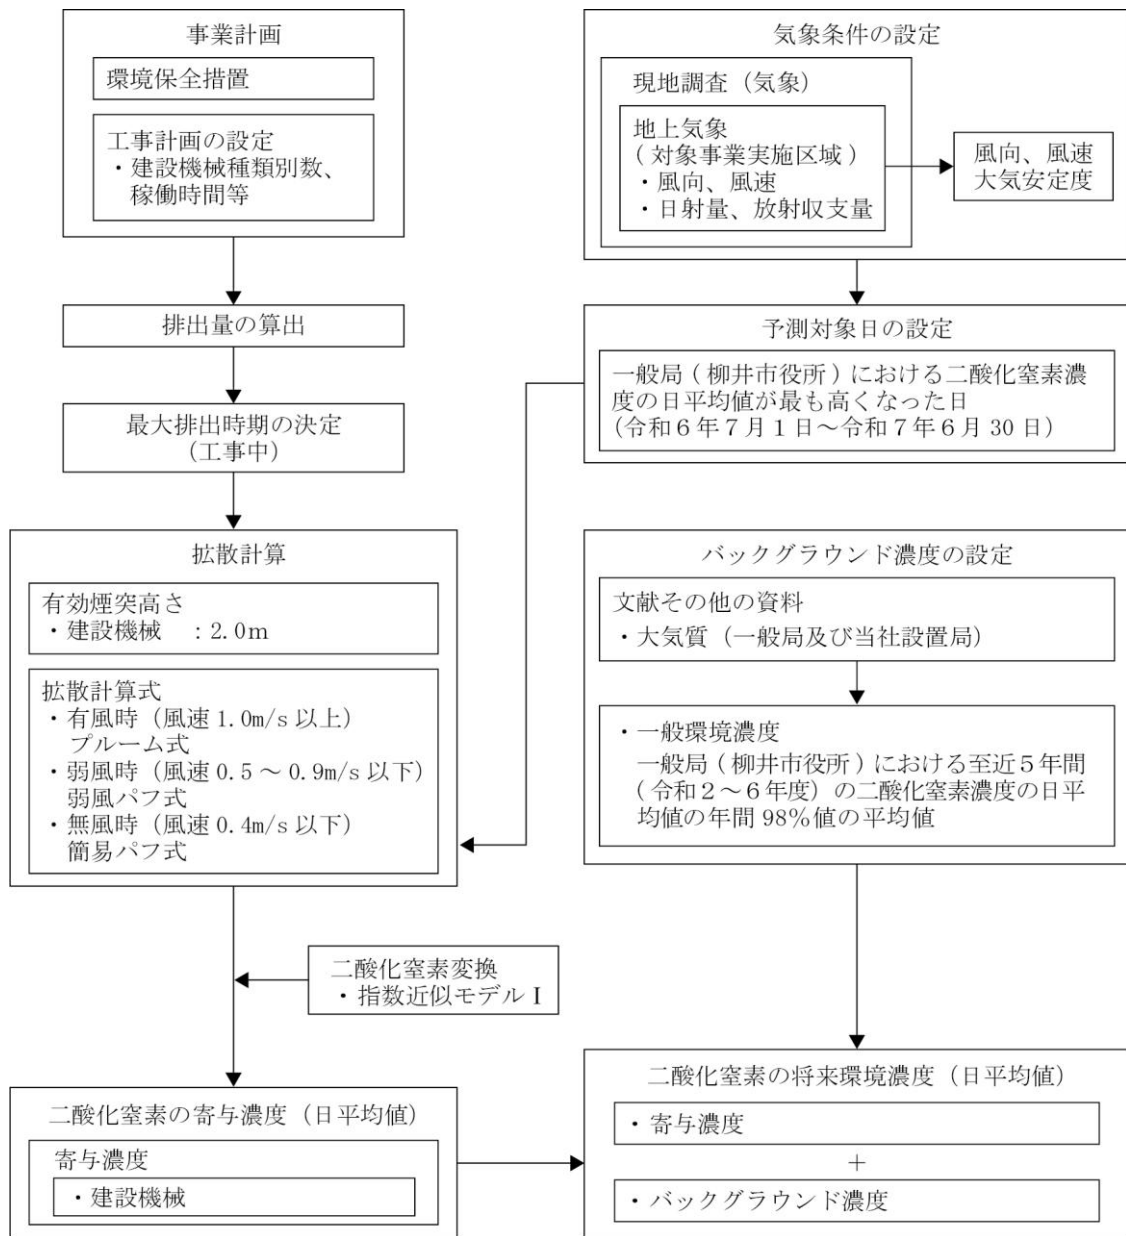 事業計画
環境保全措置
工事計画の設定
・建設機械種類別数、
稼働時間等
排出量の算出
最大排出時期の決定
(工事中)
拡散計算
有効煙突高さ
・建設機械 :2.0m
拡散計算式
・有風時(風速1.0m/s以上)
プルーム式
・弱風時(風速0.5～0.9m/s以下)
弱風パフ式
・無風時(風速0.4m/s以下)
簡易パフ式
二酸化窒素変換
・指数近似モデルⅠ
二酸化窒素の寄与濃度(日平均値)
寄与濃度
・建設機械
気象条件の設定
現地調査(気象)
地上気象
(対象事業実施区域)
・風向、風速
・日射量、放射収支量
風向、風速
大気安定度
予測対象日の設定
一般局(柳井市役所)における二酸化窒素濃
度の日平均値が最も高くなった日
(令和6年7月1日～令和7年6月30日)
バックグラウンド濃度の設定
文献その他の資料
・大気質(一般局及び当社設置局)
・一般環境濃度
一般局(柳井市役所)における至近5年間
(令和2～6年度)の二酸化窒素濃度の日平
均値の年間98%値の平均値
二酸化窒素の将来環境濃度(日平均値)
・寄与濃度
+
・バックグラウンド濃度